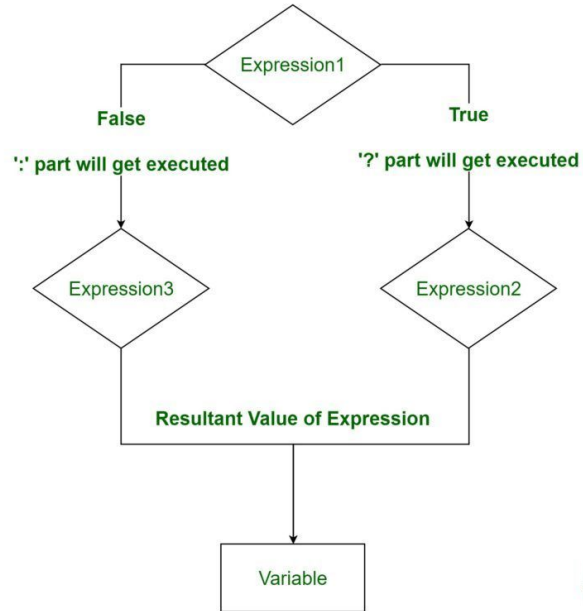 Expression1
False
True
':' part will get executed
'?' part will get executed
Expression3
Expression2
Resultant Value of Expression
Variable